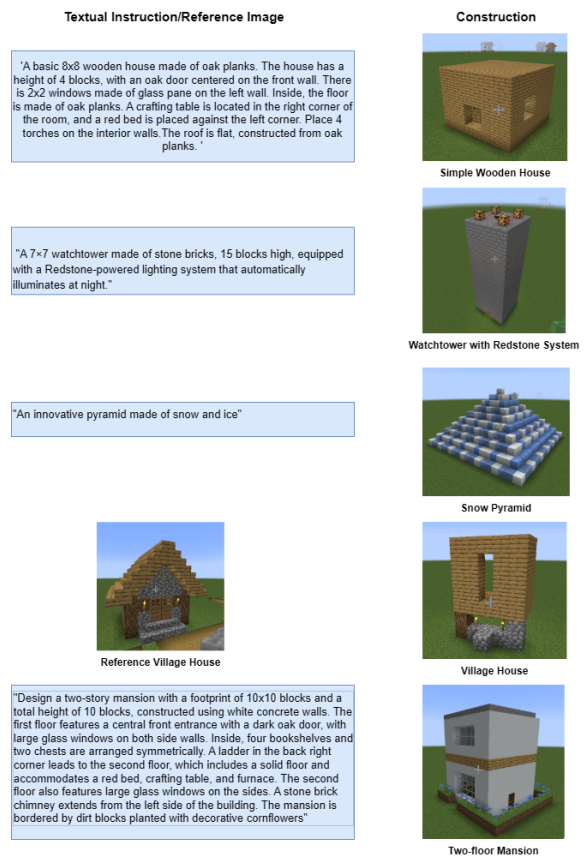 Textual Instruction/Reference Image
Construction
'A basic 8x8 wooden house made of oak planks. The house has a
height of 4 blocks, with an oak door centered on the front wall. There
is 2x2 windows made of glass pane on the left wall. Inside, the floor
is made of oak planks. A crafting table is located in the right corner of
the room, and a red bed is placed against the left corner. Place 4
torches on the interior walls.The roof is flat, constructed from oak
planks. '
Simple Wooden House
"A 7×7 watchtower made of stone bricks, 15 blocks high, equipped
with a Redstone-powered lighting system that automatically
illuminates at night."
Watchtower with Redstone System
"An innovative pyramid made of snow and ice"
Snow Pyramid
Reference Village House
Village House
"Design a two-story mansion with a footprint of 10x10 blocks and a
total height of 10 blocks, constructed using white concrete walls. The
first floor features a central front entrance with a dark oak door, with
large glass windows on both side walls. Inside, four bookshelves and
two chests are arranged symmetrically. A ladder in the back right
corner leads to the second floor, which includes a solid floor and
accommodates a red bed, crafting table, and furnace. The second
floor also features large glass windows on the sides. A stone brick
chimney extends from the left side of the building. The mansion is
bordered by dirt blocks planted with decorative cornflowers"
Two-floor Mansion